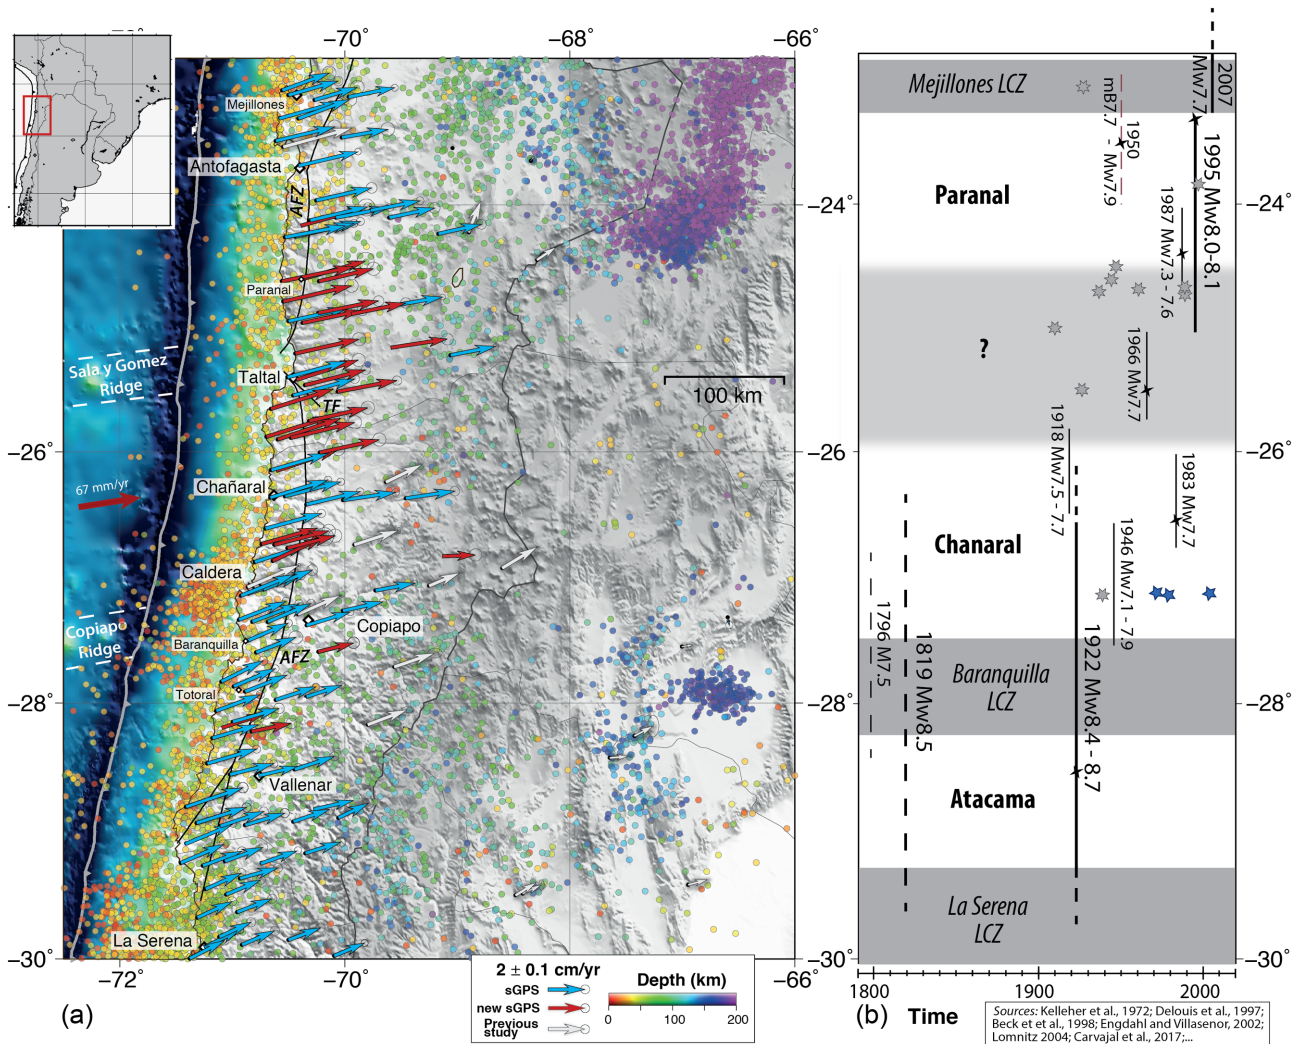 −70°
−68°
−66°
Mejillones
Antofagasta
AFZ
−24°
Paranal
Sala y Gomez
Ridge
Taltal
TF
100 km
−26°
−26°
67 mm/yr
Chañaral
Caldera
Copiapo
Ridge
Copiapo
Baranquilla
AFZ
Totoral
−28°
−28°
Vallenar
La Serena
−30°
−72
−70°
−66°
2 ± 0.1 cm/yr
sGPS
new sGPS
Previous
study
Depth (km)
0
100
200
(a)
Mejillones LCZ
mB7.7 - Mw7.9
1950
Mw7.7
2007
Paranal
1987 Mw7.3 - 7.6
1995 Mw8.0-8.1
−24°
?
1966 Mw7.7
1918 Mw7.5 - 7.7
1983 Mw7.7
Chanaral
1946 Mw7.1 - 7.9
1796 M7.5
1819 Mw8.5
1922 Mw8.4 - 8.7
Baranquilla
LCZ
Atacama
La Serena
LCZ
−30°
1800
1900
2000
(b)
Time
Sources: Kelleher et al., 1972; Delouis et al., 1997;
Beck et et al., 1998; Engdahl and Villasenor, 2002;
Lomnitz 2004; Carvajal et al., 2017;...